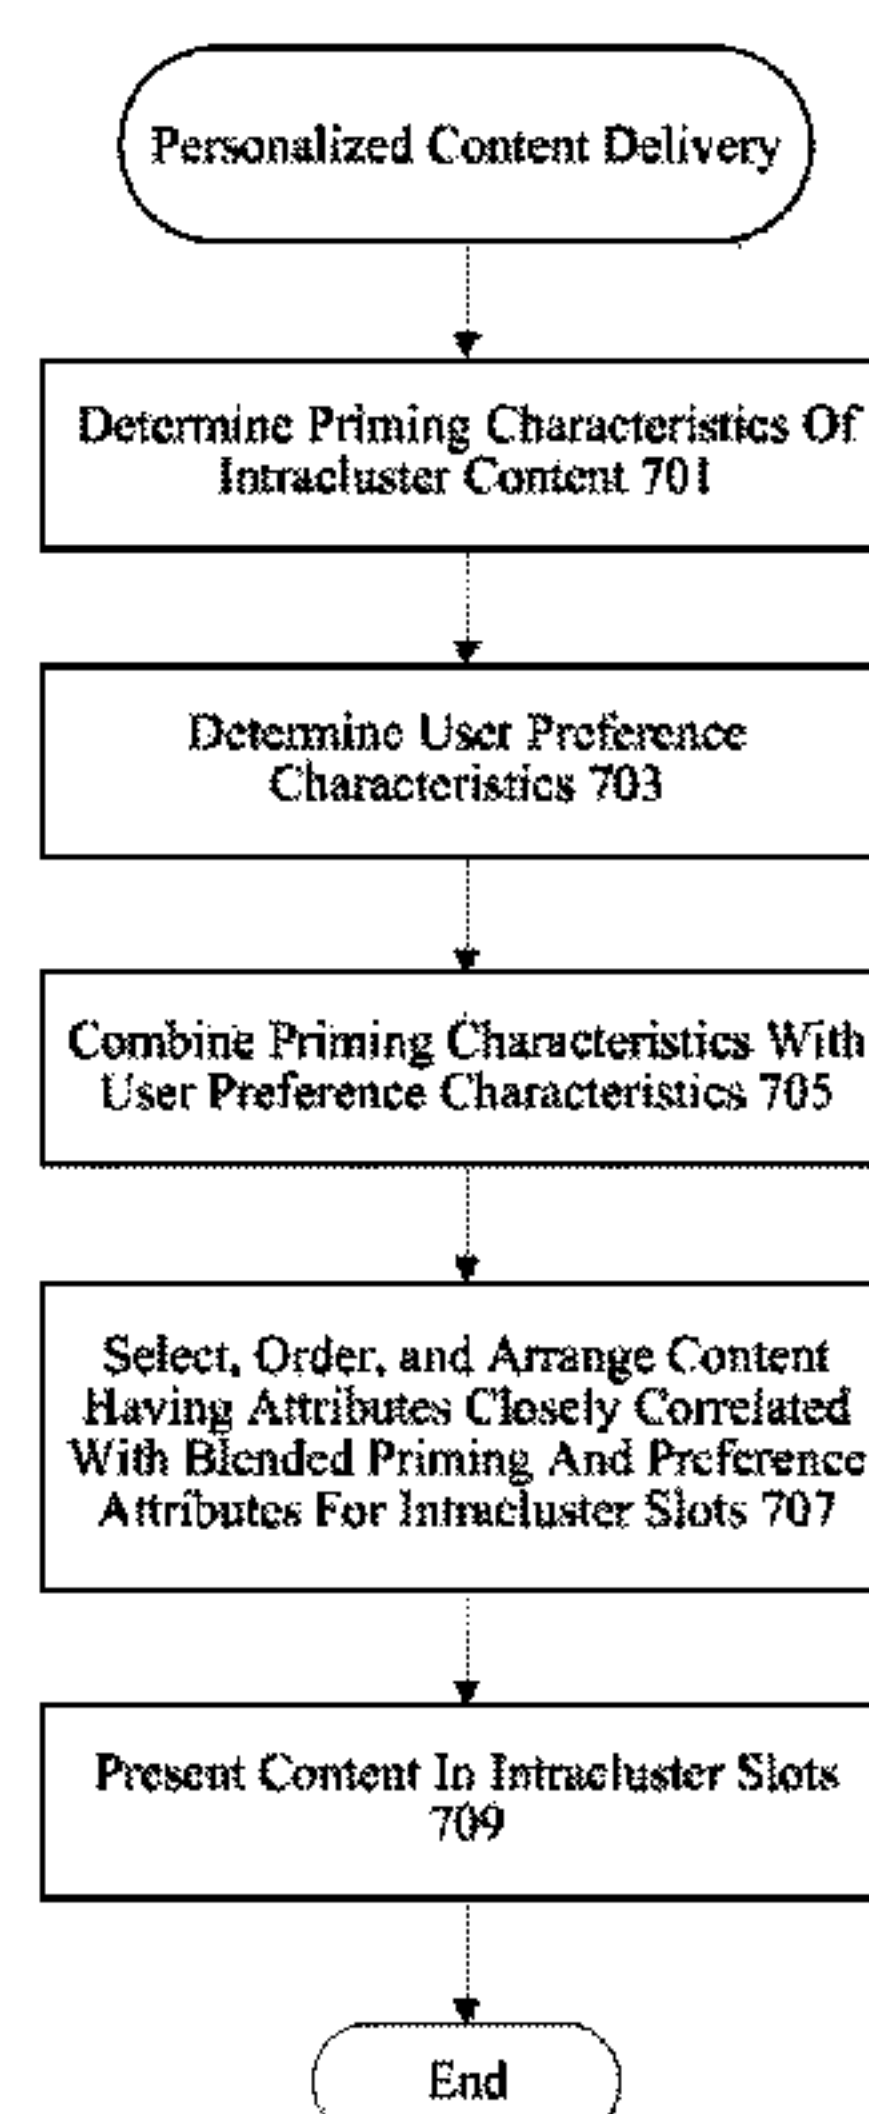 Personalized Content Delivery
Determine Priming Characteristics Of
Intracluster Content 701
Determine User Preference
Characteristics 703
Combine Priming Characteristics With
User Preference Characteristics 705
Select, Order, and Arrange Content
Having Attributes Closely Correlated
With Blended Priming And Preference
Attributes For Intracluster Slots 707
Present Content In Intracluster Slots
709
End